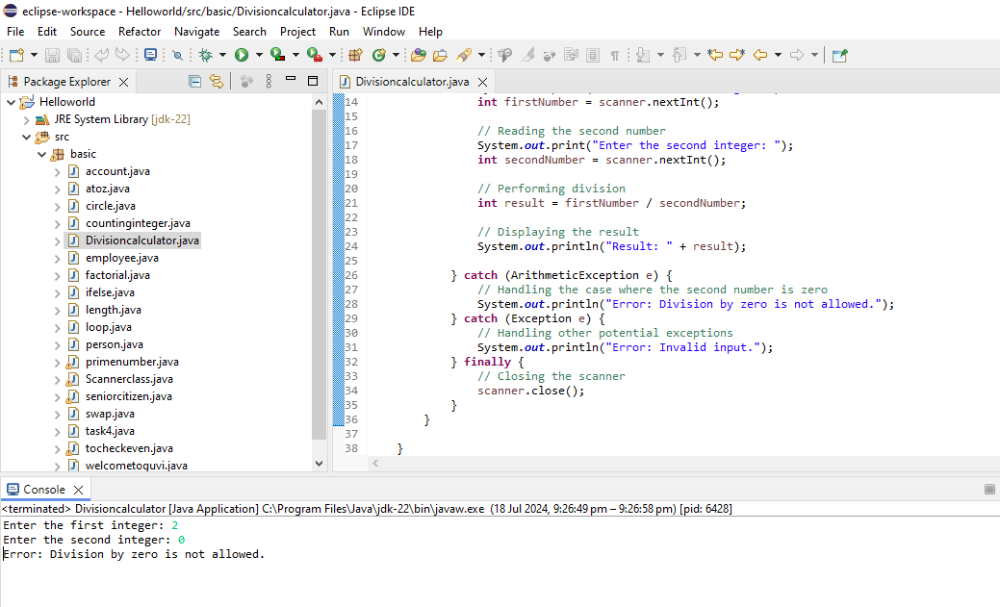 eclipse-workspace - Helloworld/src/basic/Divisioncalculator.java - Eclipse IDE
File Edit Source Refactor Navigate Search Project Run Window Help
Package Explorer
Helloworld
JRE System Library [jdk-22]
src
basic
account.java
atoz.java
circle.java
countinginteger.java
Divisioncalculator.java
employee.java
factorial.java
ifelse.java
length.java
loop.java
person.java
primenumber.java
Scannerclass.java
seniorcitizen.java
swap.java
task4.java
tocheckeven.java
welcometoguvi.java
Divisioncalculator.java
14 int firstNumber = scanner.nextInt();
15
16 // Reading the second number
17 System.out.print("Enter the second integer: ");
18 int secondNumber = scanner.nextInt();
19
20 // Performing division
21 int result = firstNumber / secondNumber;
22
23 // Displaying the result
24 System.out.println("Result: " + result);
25
26 } catch (ArithmeticException e) {
27 // Handling the case where the second number is zero
28 System.out.println("Error: Division by zero is not allowed.");
29 } catch (Exception e) {
30 // Handling other potential exceptions
31 System.out.println("Error: Invalid input.");
32 } finally {
33 // Closing the scanner
34 scanner.close();
35 }
36 }
37
38 }
Console
<terminated> Divisioncalculator [Java Application] C:\Program Files\Java\jdk-22\bin\javaw.exe (18 Jul 2024, 9:26:49 pm – 9:26:58 pm) [pid: 6428]
Enter the first integer: 2
Enter the second integer: 0
Error: Division by zero is not allowed.